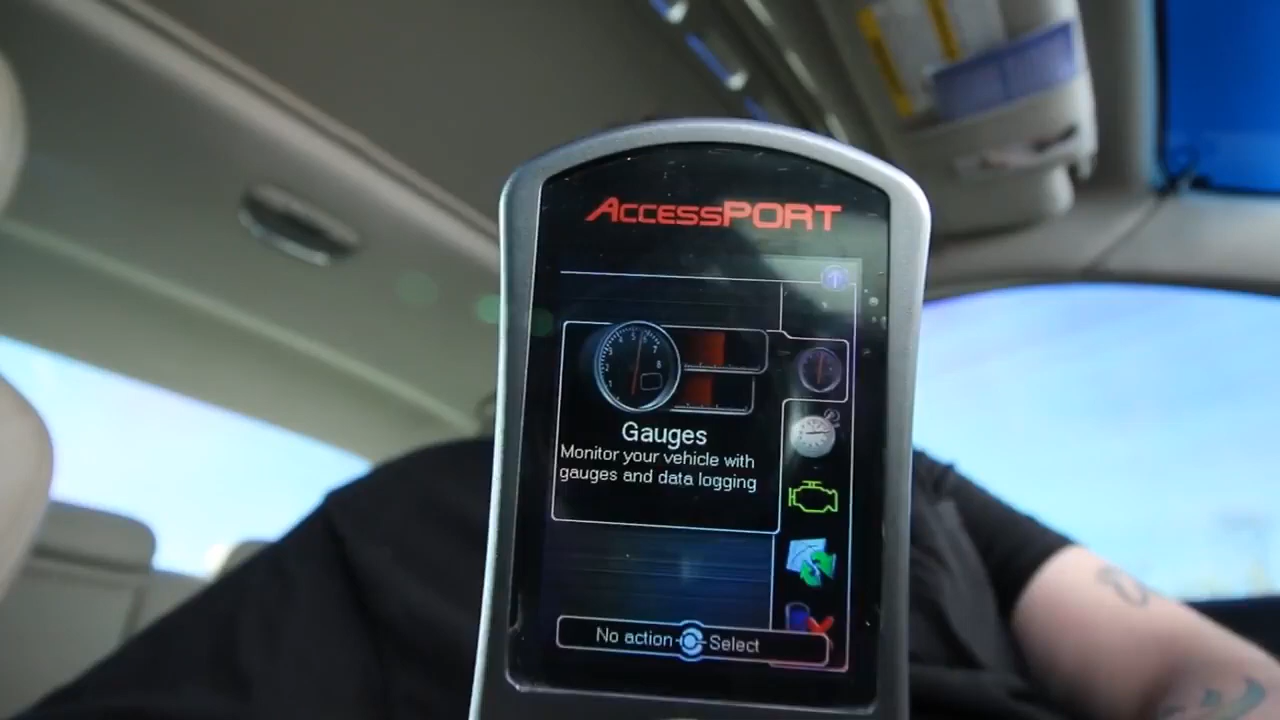 AccessPORT
Gauges
Monitor your vehicle with
gauges and data logging
No action Select